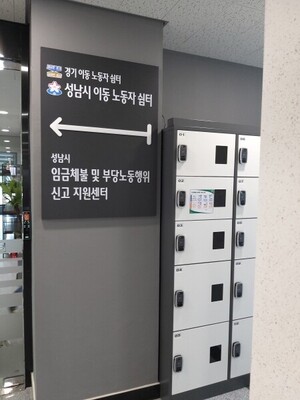 경기 이동 노동자 쉼터
성남시 이동 노동자 쉼터
성남시
임금체불 및 부당노동행위
신고 지원센터